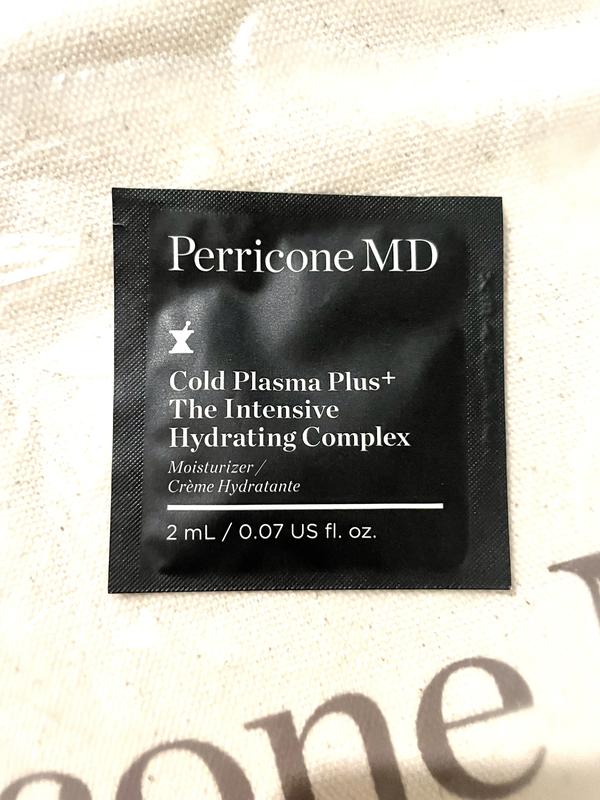 Perricone MD
Cold Plasma Plus+
The Intensive
Hydrating Complex
Moisturizer /
Crème Hydratante
2 mL / 0.07 US fl. oz.
cone